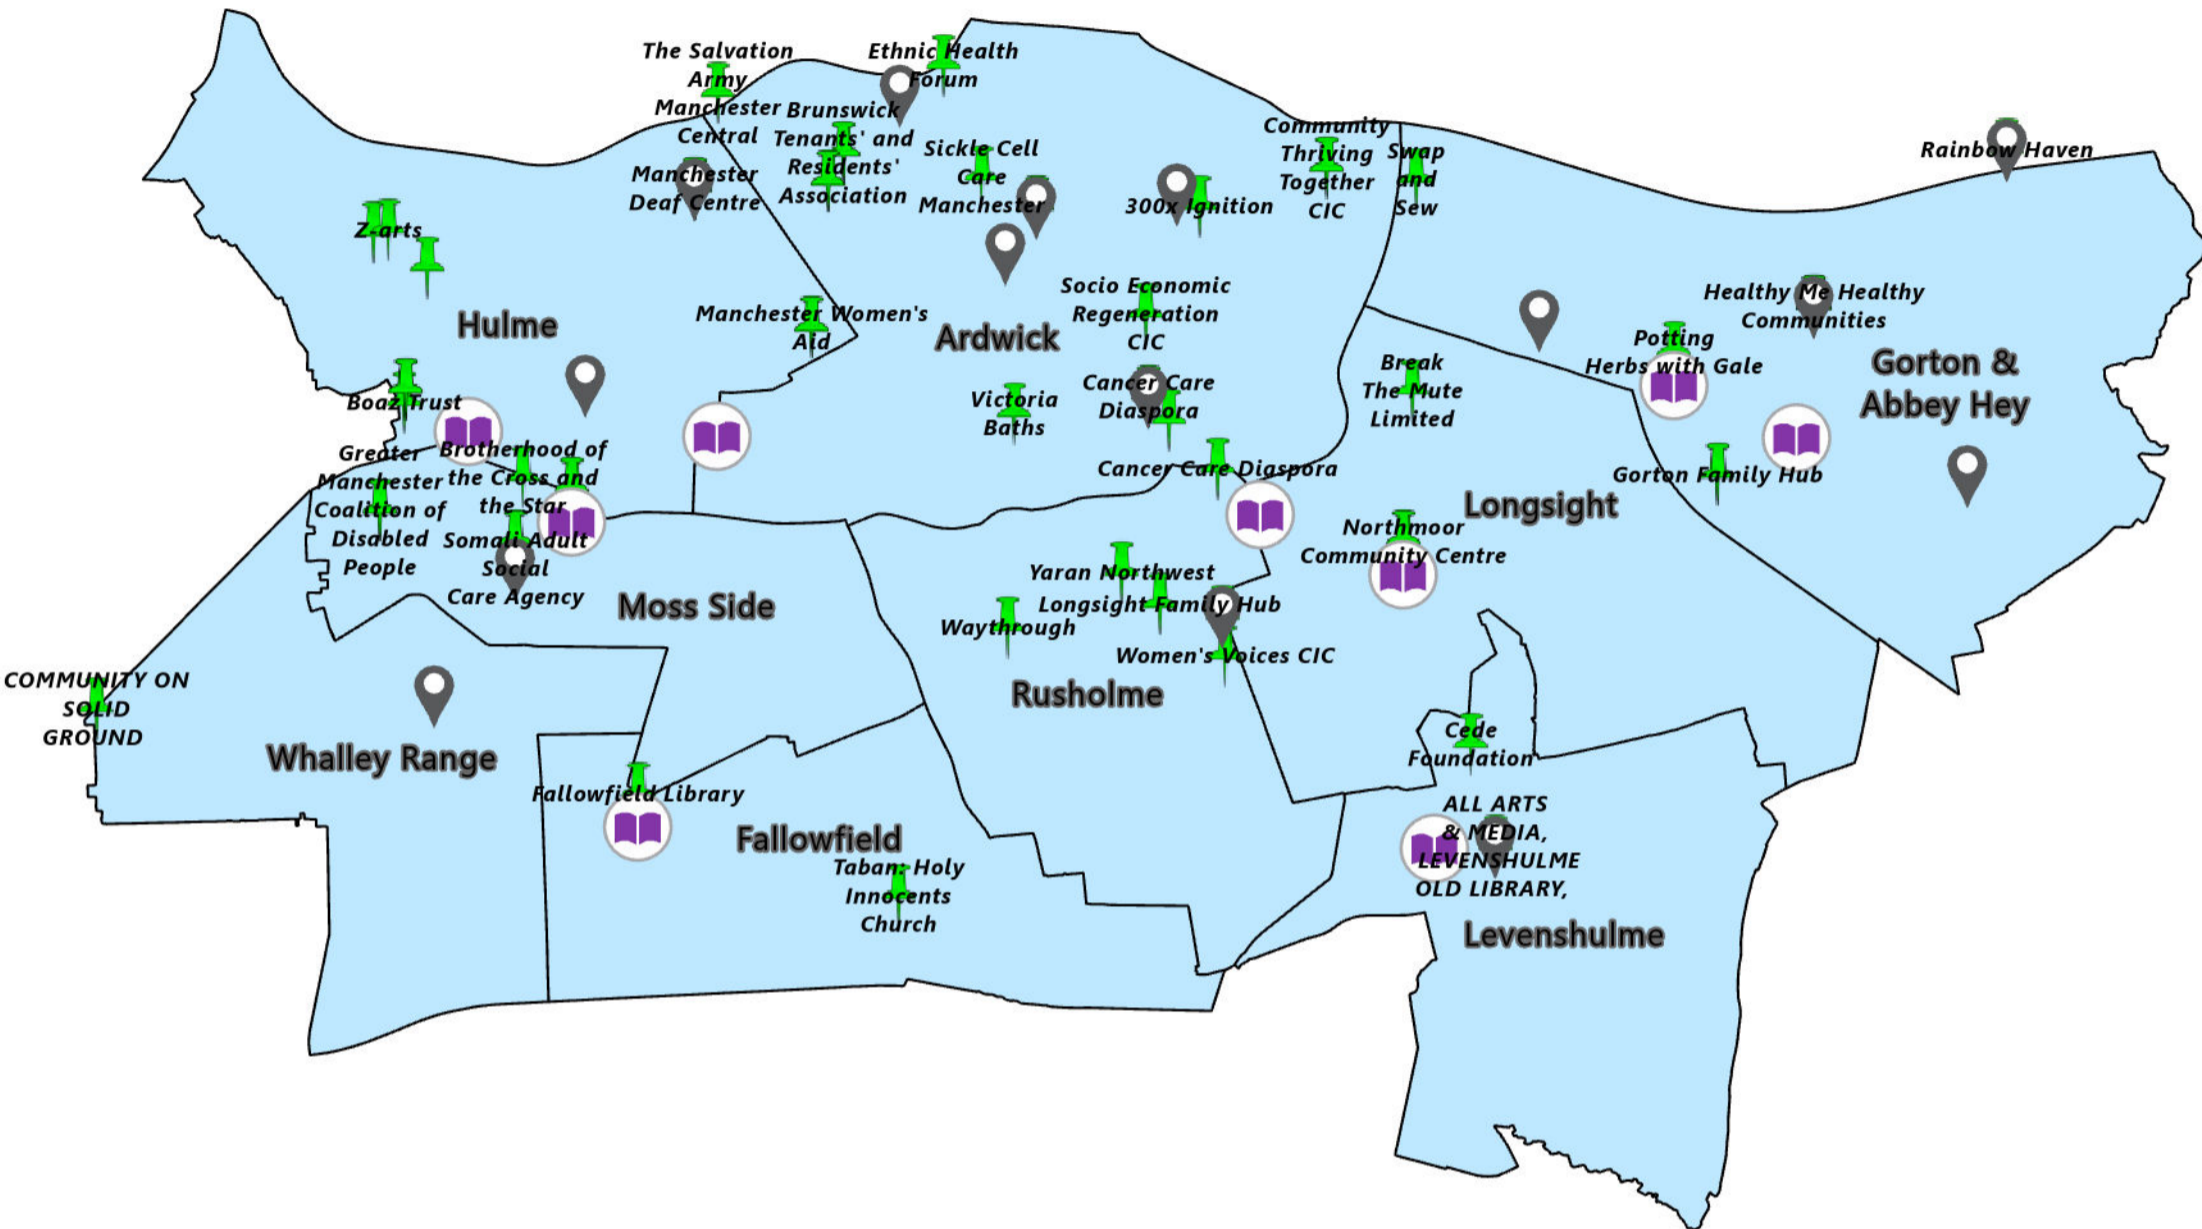 The Salvation
Army
Manchester
Central
Ethnic Health
Forum
Brunswick
Tenants' and
Residents'
Association
Sickle Cell
Care
Manchester
Community
Thriving
Together
CIC
Swap
and
Sew
Rainbow Haven
Manchester
Deaf Centre
300x Ignition
Z-arts
Hulme
Manchester Women's
Aid
Ardwick
Socio Economic
Regeneration
CIC
Healthy Me Healthy
Communities
Potting
Herbs with Gale
Gorton &
Abbey Hey
Break
The Mute
Limited
Cancer Care
Diaspora
Victoria
Baths
Boaz Trust
Greater
Manchester
Coalition of
Disabled
People
Brotherhood of
the Cross and
the Star
Cancer Care Diaspora
Gorton Family Hub
Longsight
Somali Adult
Social
Care Agency
Northmoor
Community Centre
Moss Side
Yaran Northwest
Longsight Family Hub
Waythrough
Women's Voices CIC
Rusholme
COMMUNITY ON
SOLID
GROUND
Whalley Range
Cede
Foundation
Fallowfield Library
Fallowfield
ALL ARTS
& MEDIA,
LEVENSHULME
OLD LIBRARY,
Taban: Holy
Innocents
Church
Levenshulme